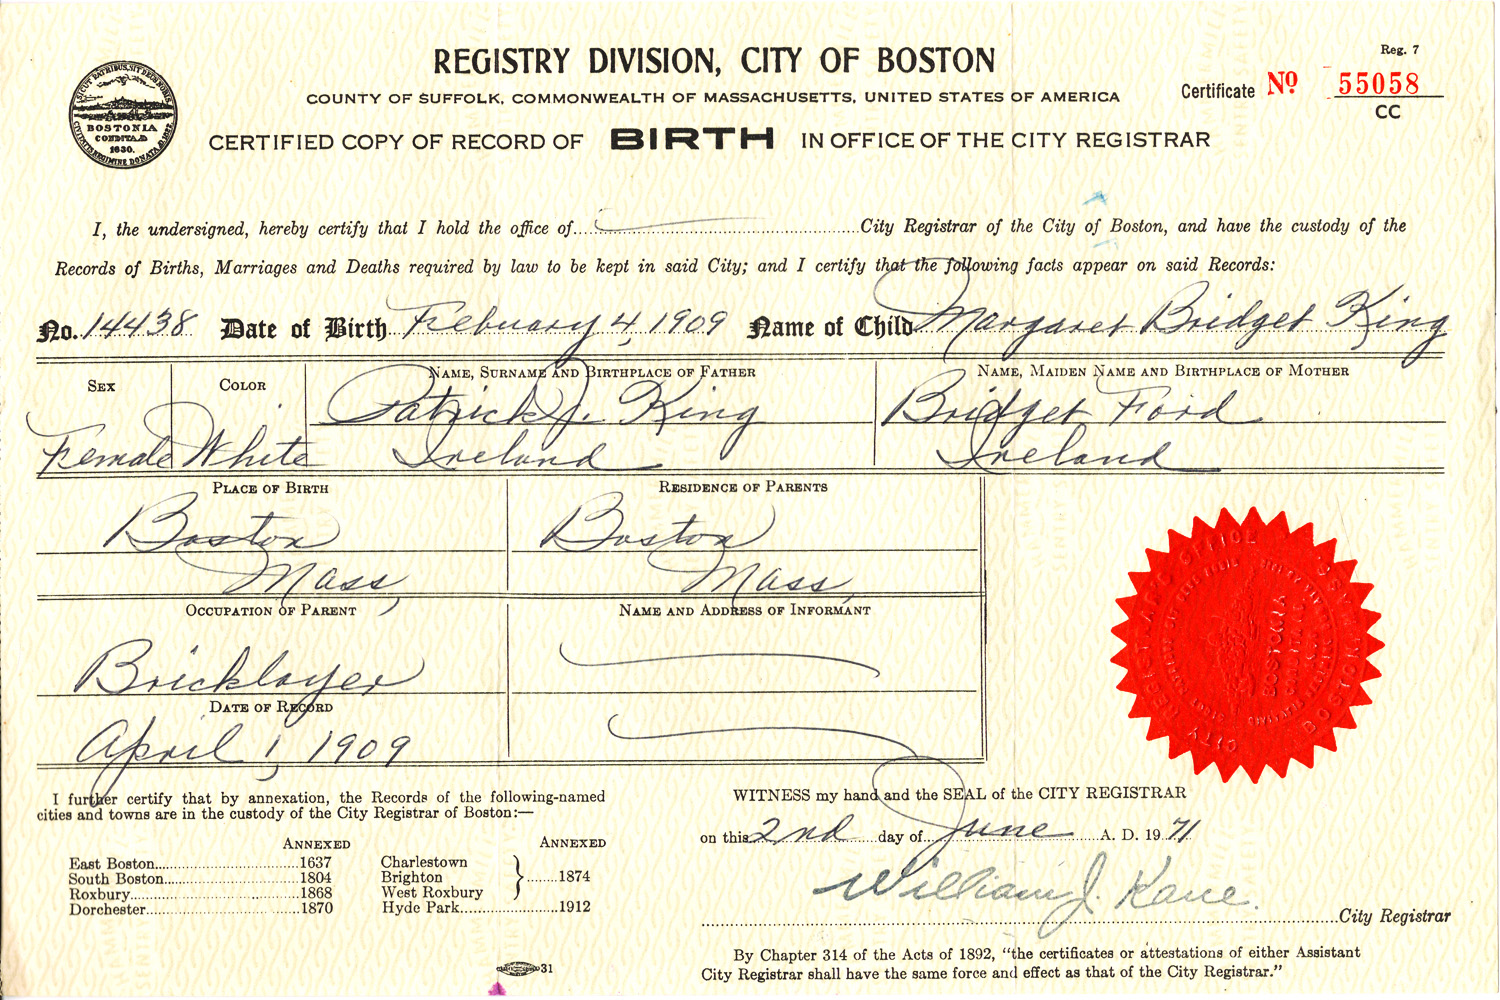 REGISTRY DIVISION, CITY OF BOSTON
Reg. 7
COUNTY OF SUFFOLK, COMMONWEALTH OF MASSACHUSETTS, UNITED STATES OF AMERICA
Certificate Nº 55058
CC
CERTIFIED COPY OF RECORD OF BIRTH IN OFFICE OF THE CITY REGISTRAR
BOSTONIA
CONDITA A.D.
1630.
I, the undersigned, hereby certify that I hold the office of City Registrar of the City of Boston, and have the custody of the
Records of Births, Marriages and Deaths required by law to be kept in said City; and I certify that the following facts appear on said Records:
No. 14438 Date of Birth February 4, 1909 Name of Child Margaret Bridget King
SEX COLOR NAME, SURNAME AND BIRTHPLACE OF FATHER NAME, MAIDEN NAME AND BIRTHPLACE OF MOTHER
Patrick J. King Bridget Ford
Female White Ireland Ireland
PLACE OF BIRTH RESIDENCE OF PARENTS
Boston Boston
Mass, Mass,
OCCUPATION OF PARENT NAME AND ADDRESS OF INFORMANT
Bricklayer
DATE OF RECORD
April 1, 1909
I further certify that by annexation, the Records of the following-named
cities and towns are in the custody of the City Registrar of Boston:—
ANNEXED ANNEXED
East Boston 1637 Charlestown
South Boston 1804 Brighton 1874
Roxbury 1868 West Roxbury
Dorchester 1870 Hyde Park 1912
WITNESS my hand and the SEAL of the CITY REGISTRAR
on this 2nd day of June A. D. 1971
William J. Kane.
City Registrar
By Chapter 314 of the Acts of 1892, "the certificates or attestations of either Assistant
City Registrar shall have the same force and effect as that of the City Registrar."
31
CITY REGISTRAR OFFICE
BOSTON
BOSTONIA